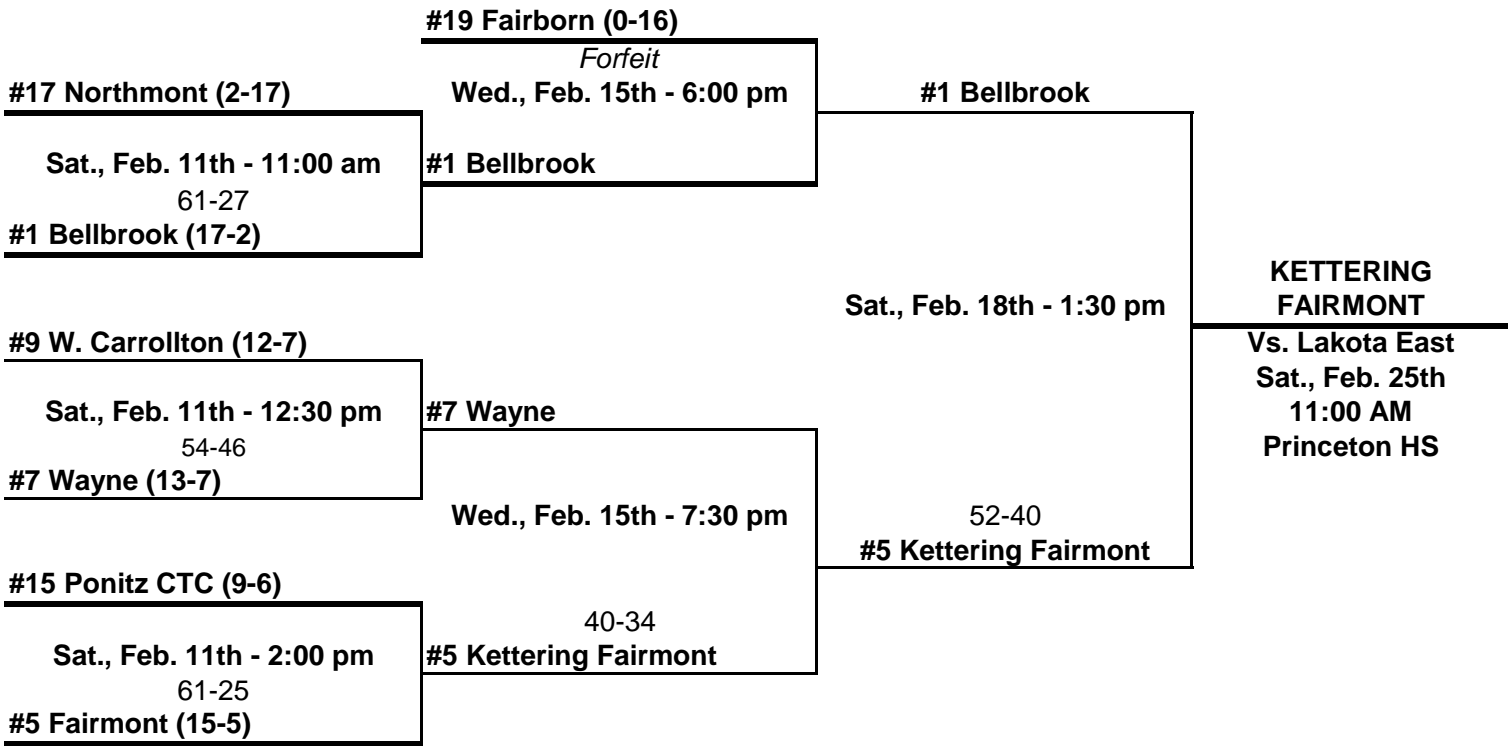 #19 Fairborn (0-16)
Forfeit
#17 Northmont (2-17)
Wed., Feb. 15th - 6:00 pm
#1 Bellbrook
Sat., Feb. 11th - 11:00 am
#1 Bellbrook
61-27
#1 Bellbrook (17-2)
KETTERING
FAIRMONT
Sat., Feb. 18th - 1:30 pm
#9 W. Carrollton (12-7)
Vs. Lakota East
Sat., Feb. 25th
11:00 AM
Princeton HS
Sat., Feb. 11th - 12:30 pm
#7 Wayne
54-46
#7 Wayne (13-7)
Wed., Feb. 15th - 7:30 pm
52-40
#5 Kettering Fairmont
#15 Ponitz CTC (9-6)
40-34
Sat., Feb. 11th - 2:00 pm
#5 Kettering Fairmont
61-25
#5 Fairmont (15-5)